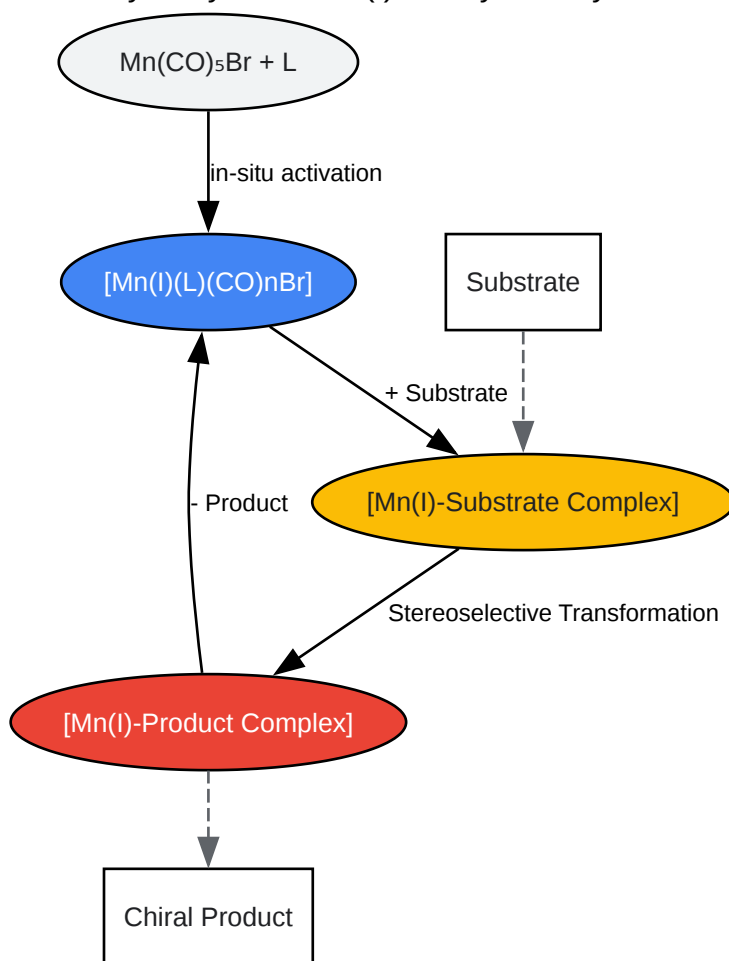 Mn(CO)₅Br + L
in-situ activation
[Mn(I)(L)(CO)nBr]
Substrate
+ Substrate
[Mn(I)-Substrate Complex]
- Product
Stereoselective Transformation
[Mn(I)-Product Complex]
Chiral Product